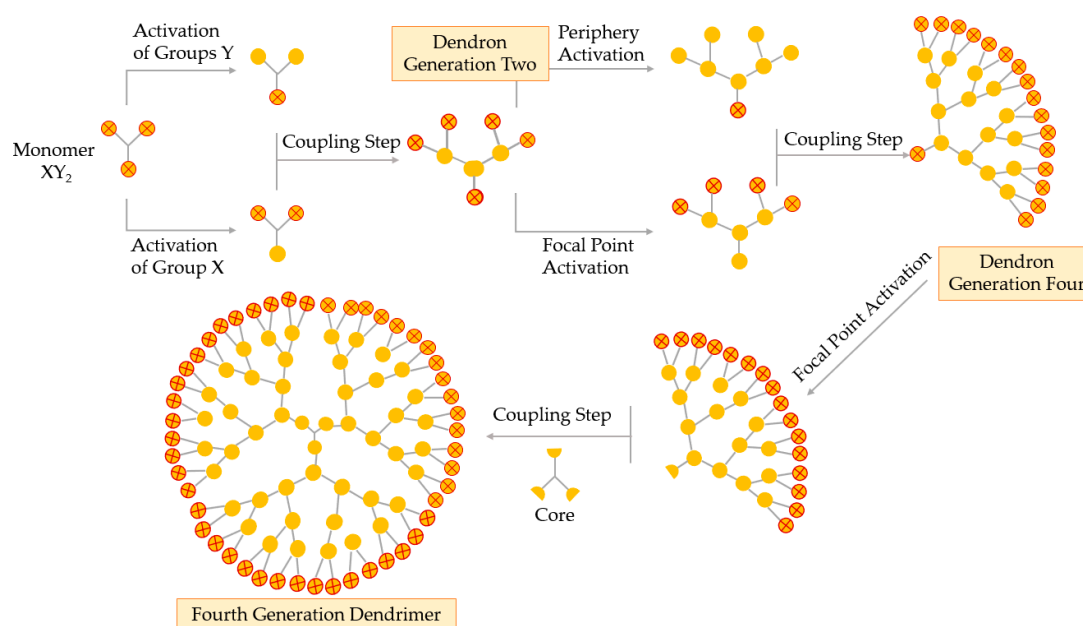 Activation
of Groups Y
Dendron
Generation Two
Periphery
Activation
Monomer
XY₂
Coupling Step
Coupling Step
Activation
of Group X
Focal Point
Activation
Dendron
Generation Four
Focal Point Activation
Coupling Step
Core
Fourth Generation Dendrimer